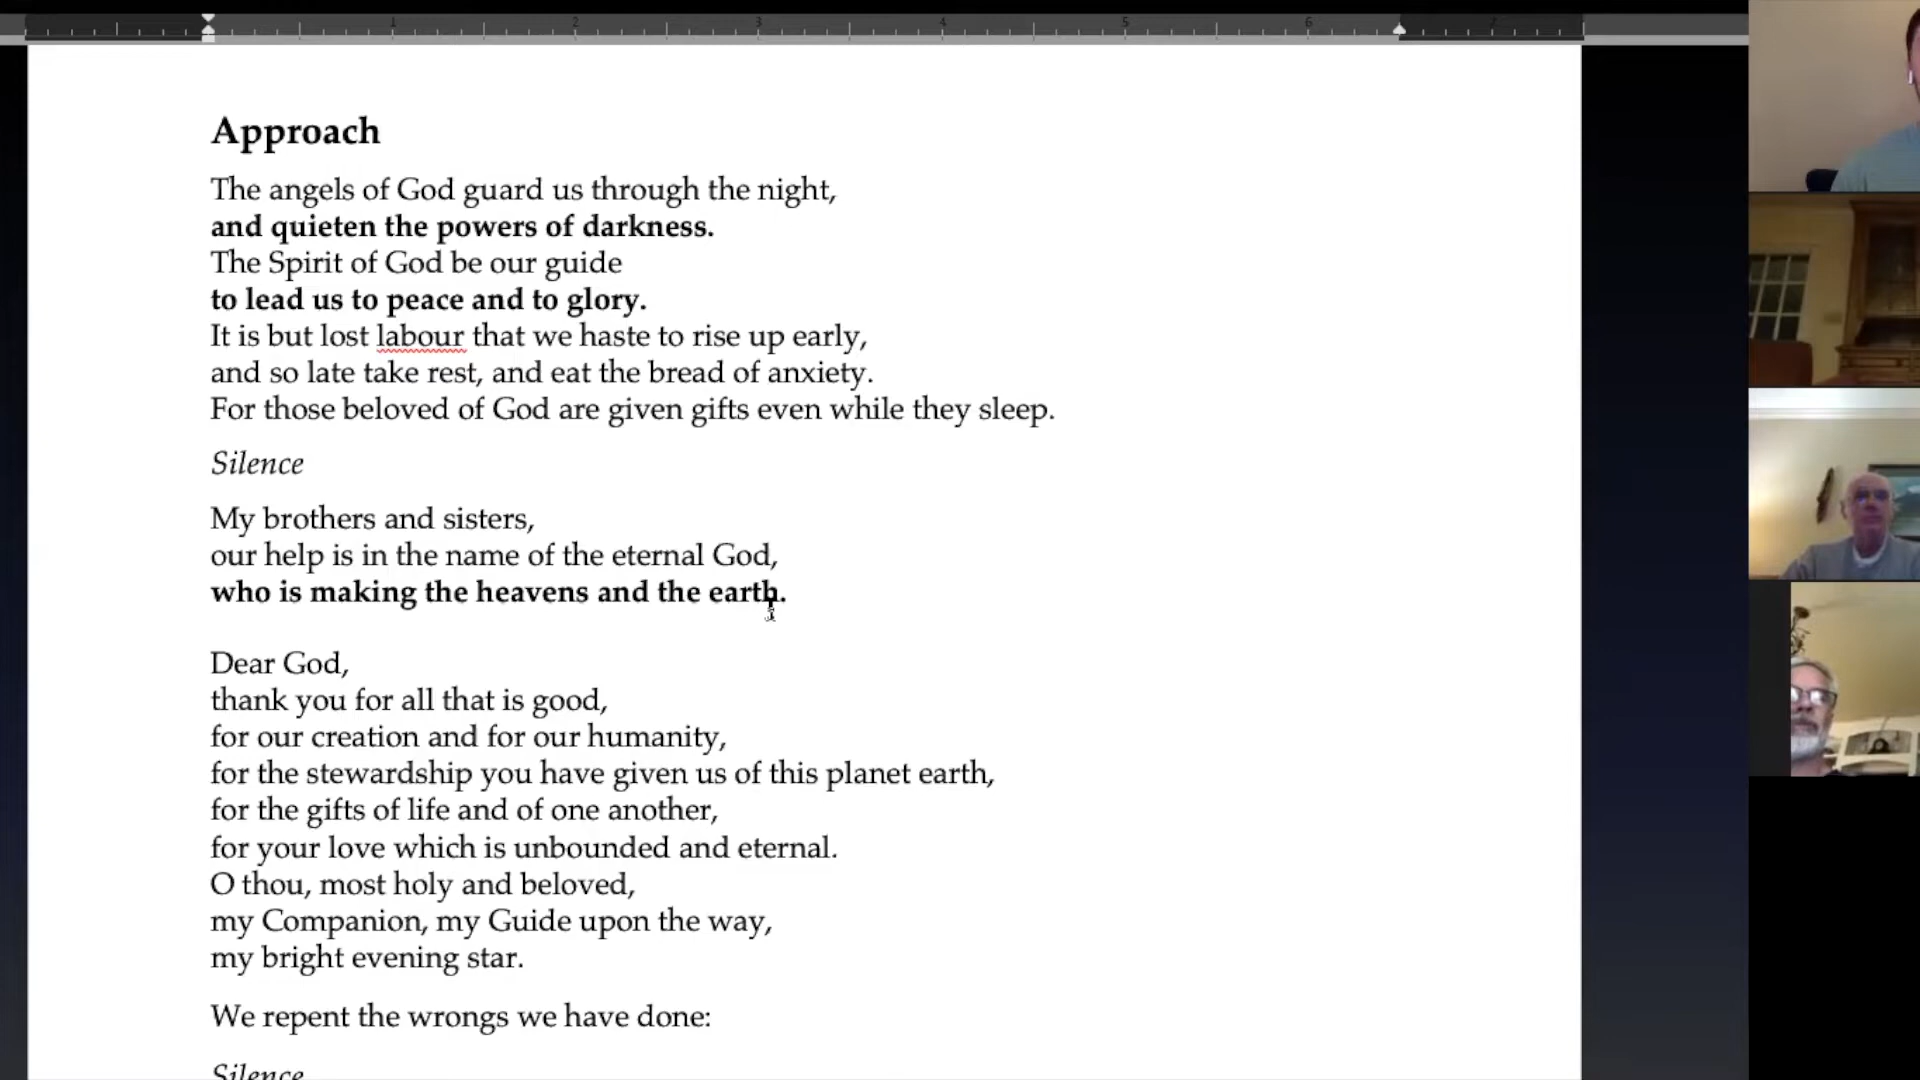 1 2 3 4 5 6 7
Approach
The angels of God guard us through the night,
and quieten the powers of darkness.
The Spirit of God be our guide
to lead us to peace and to glory.
It is but lost labour that we haste to rise up early,
and so late take rest, and eat the bread of anxiety.
For those beloved of God are given gifts even while they sleep.
Silence
My brothers and sisters,
our help is in the name of the eternal God,
who is making the heavens and the earth.
Dear God,
thank you for all that is good,
for our creation and for our humanity,
for the stewardship you have given us of this planet earth,
for the gifts of life and of one another,
for your love which is unbounded and eternal.
O thou, most holy and beloved,
my Companion, my Guide upon the way,
my bright evening star.
We repent the wrongs we have done:
Silence